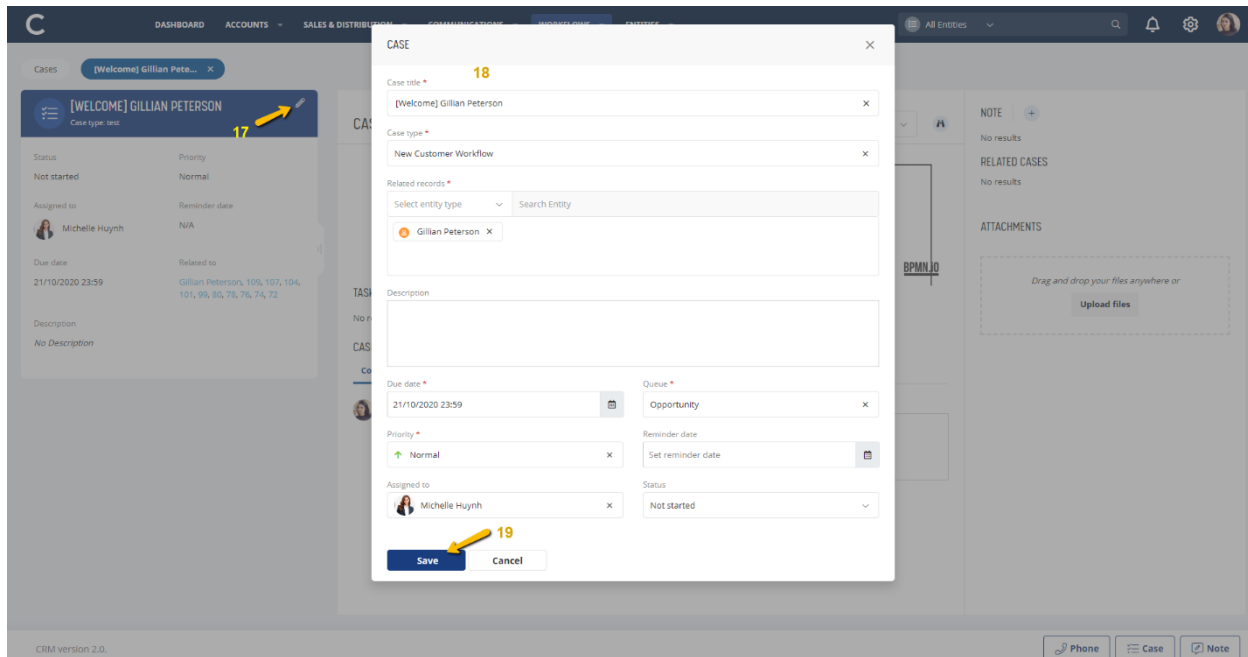 C
DASHBOARD ACCOUNTS SALES & DISTRIBUTION COMMUNICATIONS WORKFLOWS ENTITIES All Entities
Cases [Welcome] Gillian Pete... ×
[WELCOME] GILLIAN PETERSON
Case type: test
17
Status Priority
Not started Normal
Assigned to Reminder date
Michelle Huynh N/A
Due date Related to
21/10/2020 23:59 Gillian Peterson, 109, 107, 104,
101, 99, 80, 78, 76, 74, 72
Description
No Description
CASE
18
Case title *
[Welcome] Gillian Peterson ×
Case type *
New Customer Workflow ×
Related records *
Select entity type Search Entity
Gillian Peterson ×
Description
Due date * Queue *
21/10/2020 23:59 Opportunity ×
Priority * Reminder date
Normal × Set reminder date
Assigned to Status
Michelle Huynh × Not started
19
Save Cancel
BPMN.IO
NOTE +
No results
RELATED CASES
No results
ATTACHMENTS
Drag and drop your files anywhere or
Upload files
CRM version 2.0.
Phone Case Note